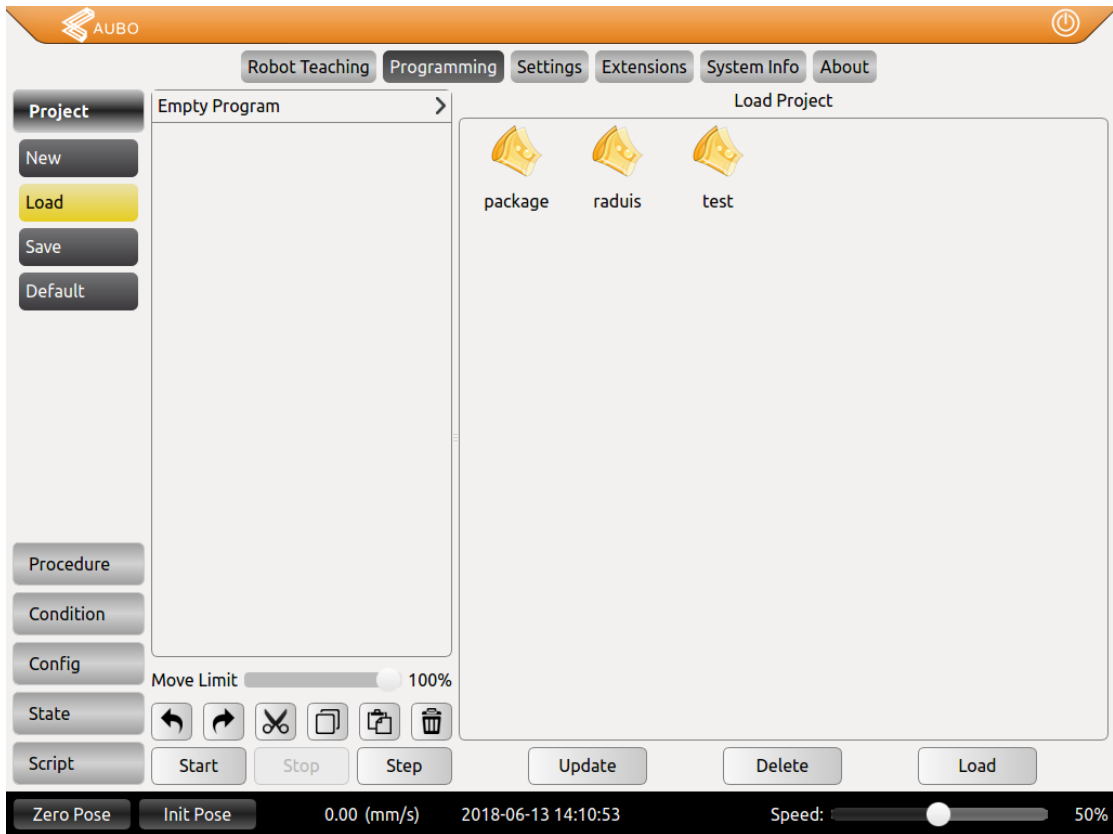 AUBO
Robot Teaching Programming Settings Extensions System Info About
Project
New
Load
Save
Default
Procedure
Condition
Config
State
Script
Empty Program
Move Limit 100%
Start Stop Step
Load Project
package raduis test
Update Delete Load
Zero Pose Init Pose 0.00 (mm/s) 2018-06-13 14:10:53 Speed: 50%